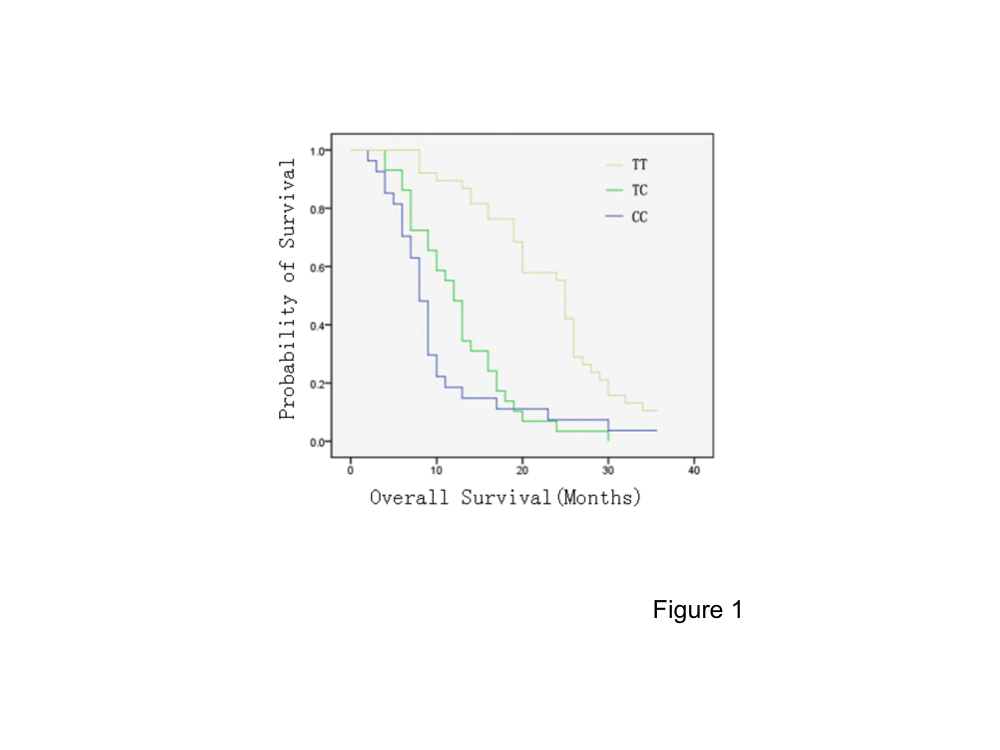 Probability of Survival
1.0
0.8
0.6
0.4
0.2
0.0
TT
TC
CC
0 10 20 30 40
Overall Survival(Months)
Figure 1